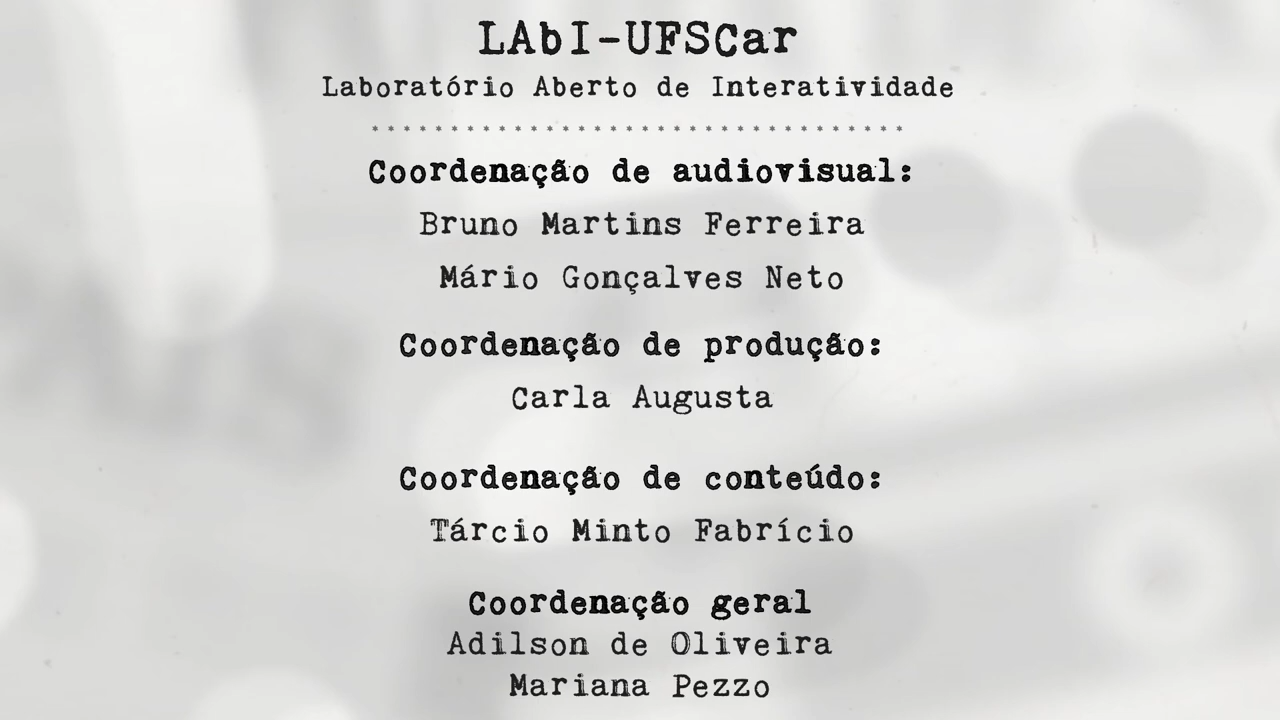 LAbI-UFSCar
Laboratório Aberto de Interatividade
Coordenação de audiovisual:
Bruno Martins Ferreira
Mário Gonçalves Neto
Coordenação de produção:
Carla Augusta
Coordenação de conteúdo:
Tárcio Minto Fabrício
Coordenação geral
Adilson de Oliveira
Mariana Pezzo